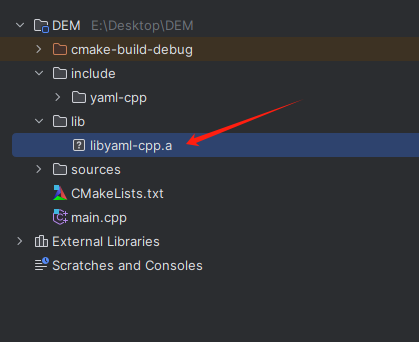 DEM E:\Desktop\DEM
cmake-build-debug
include
yaml-cpp
lib
libyaml-cpp.a
sources
CMakeLists.txt
main.cpp
External Libraries
Scratches and Consoles